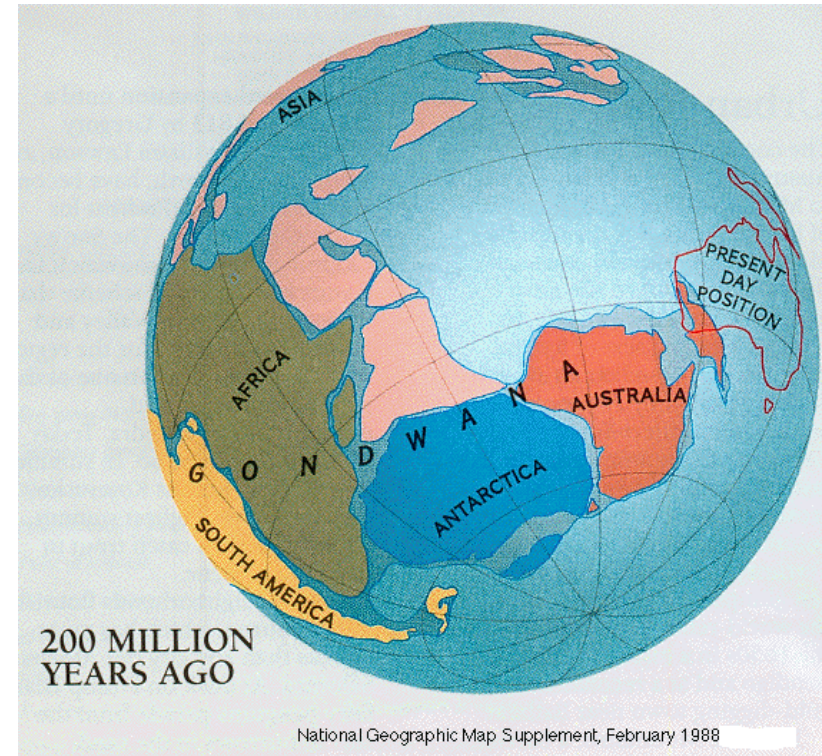 ASIA
PRESENT
DAY
POSITION
AFRICA
GONDWANA
AUSTRALIA
ANTARCTICA
SOUTH AMERICA
200 MILLION
YEARS AGO
National Geographic Map Supplement, February 1988